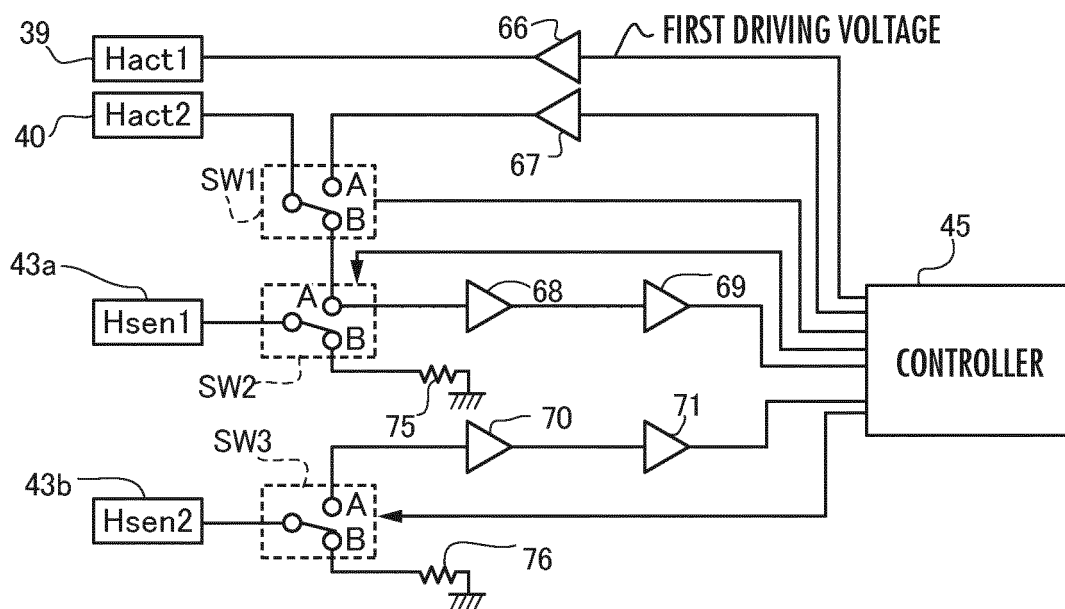 39
Hact1
66
FIRST DRIVING VOLTAGE
Hact2
40
67
SW1
A
B
43a
Hsen1
A
B
68
69
45
CONTROLLER
SW2
75
SW3
70
71
43b
Hsen2
A
B
76